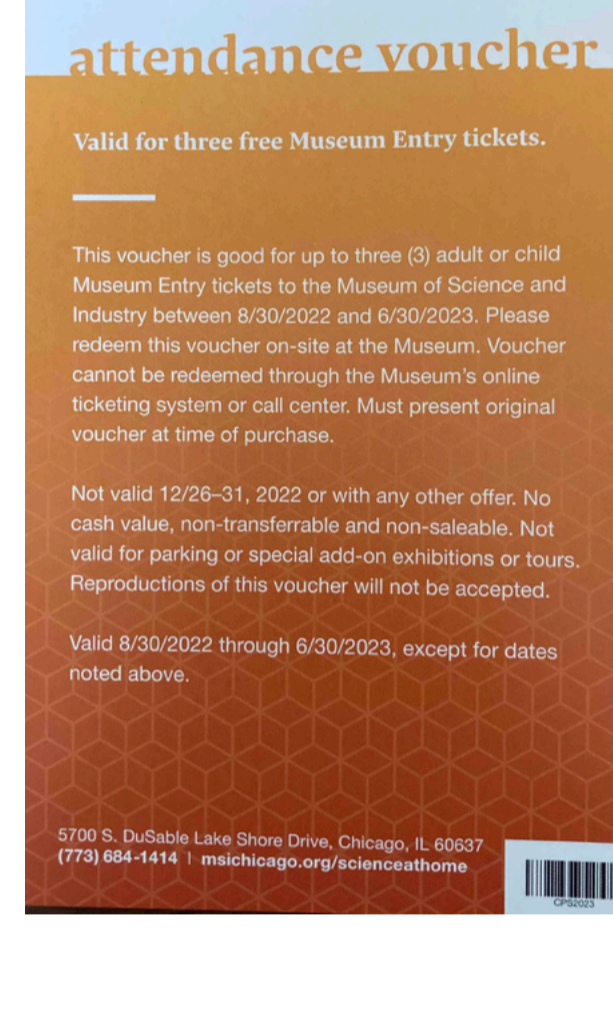 attendance voucher
Valid for three free Museum Entry tickets.
This voucher is good for up to three (3) adult or child
Museum Entry tickets to the Museum of Science and
Industry between 8/30/2022 and 6/30/2023. Please
redeem this voucher on-site at the Museum. Voucher
cannot be redeemed through the Museum's online
ticketing system or call center. Must present original
voucher at time of purchase.
Not valid 12/26–31, 2022 or with any other offer. No
cash value, non-transferrable and non-saleable. Not
valid for parking or special add-on exhibitions or tours.
Reproductions of this voucher will not be accepted.
Valid 8/30/2022 through 6/30/2023, except for dates
noted above.
5700 S. DuSable Lake Shore Drive, Chicago, IL 60637
(773) 684-1414 | msichicago.org/scienceathome
CPS2023